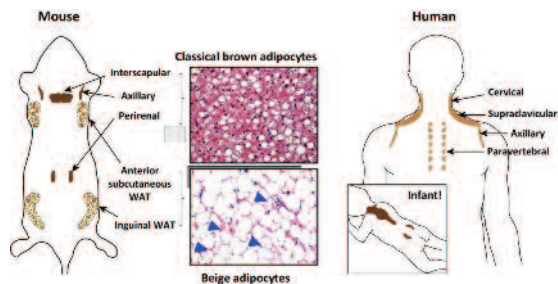 Mouse
Human
Classical brown adipocytes
Interscapular
Axillary
Perirenal
Anterior
subcutaneous
WAT
Inguinal WAT
Beige adipocytes
Cervical
Supraclavicular
Axillary
Paravertebral
Infant!